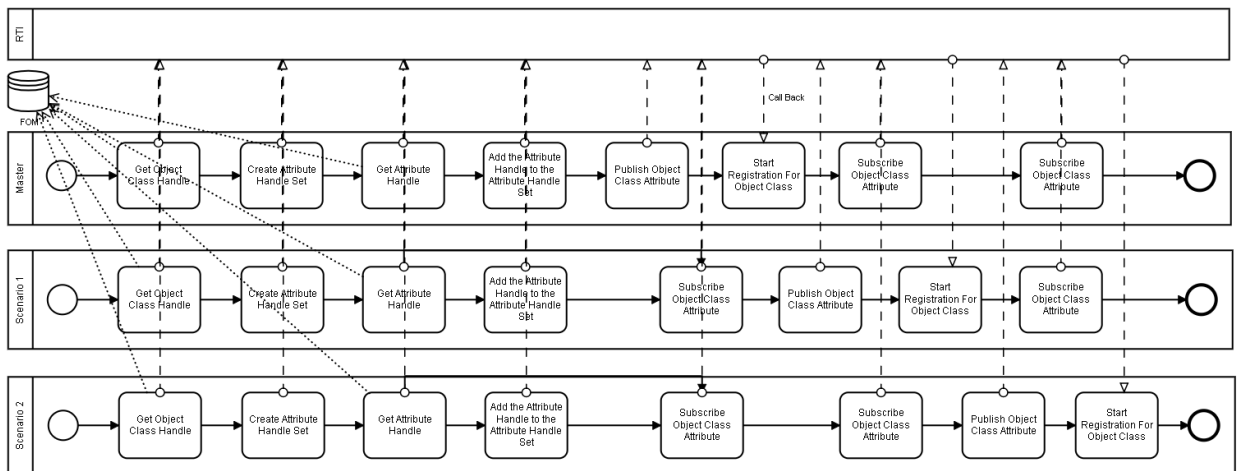 RTI
Call Back
FOM
Master
Get Object
Class Handle
Create Attribute
Handle Set
Get Attribute
Handle
Add the Attribute
Handle to the
Attribute Handle
Set
Publish Object
Class Attribute
Start
Registration For
Object Class
Subscribe
Object Class
Attribute
Subscribe
Object Class
Attribute
Scenario 1
Get Object
Class Handle
Create Attribute
Handle Set
Get Attribute
Handle
Add the Attribute
Handle to the
Attribute Handle
Set
Subscribe
Object Class
Attribute
Publish Object
Class Attribute
Start
Registration For
Object Class
Subscribe
Object Class
Attribute
Scenario 2
Get Object
Class Handle
Create Attribute
Handle Set
Get Attribute
Handle
Add the Attribute
Handle to the
Attribute Handle
Set
Subscribe
Object Class
Attribute
Subscribe
Object Class
Attribute
Publish Object
Class Attribute
Start
Registration For
Object Class